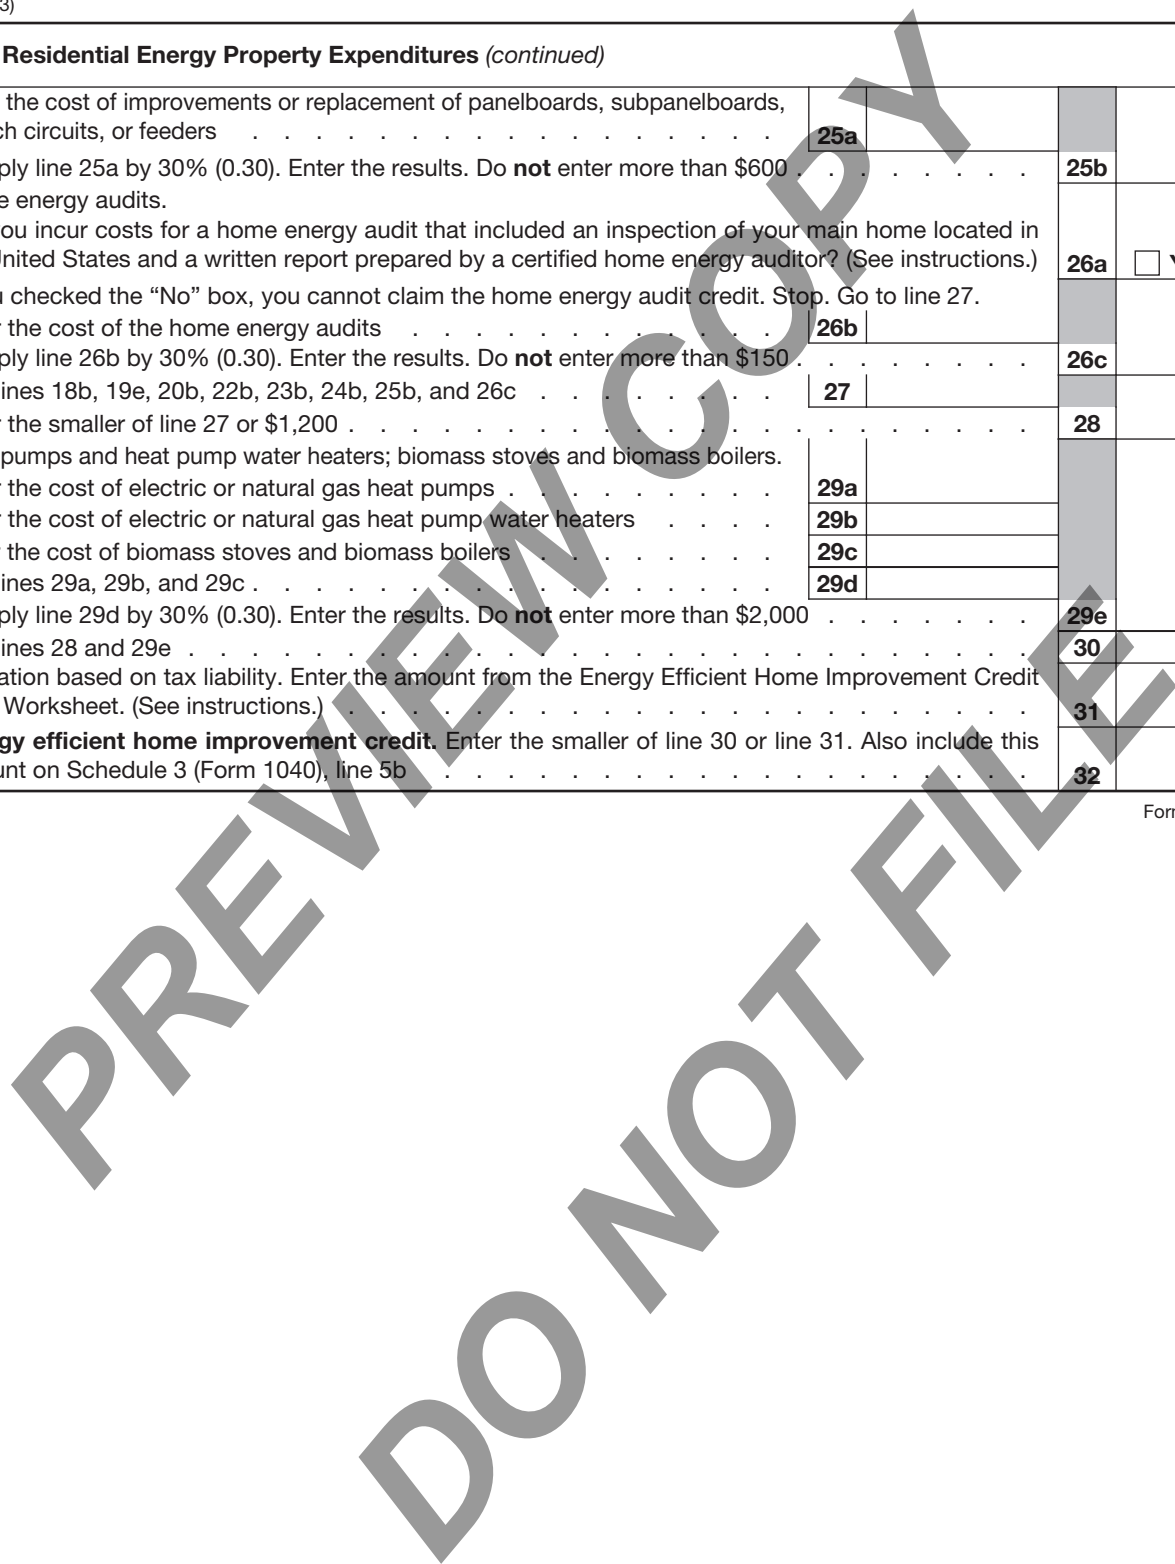 3)
Residential Energy Property Expenditures (continued)
the cost of improvements or replacement of panelboards, subpanelboards,
ch circuits, or feeders . . . . . . . . . . . . . . . . . 25a
ply line 25a by 30% (0.30). Enter the results. Do not enter more than $600 . . . . . . . . 25b
e energy audits.
ou incur costs for a home energy audit that included an inspection of your main home located in
United States and a written report prepared by a certified home energy auditor? (See instructions.) 26a ☐ Y
u checked the “No” box, you cannot claim the home energy audit credit. Stop. Go to line 27.
r the cost of the home energy audits . . . . . . . . . . . . 26b
ply line 26b by 30% (0.30). Enter the results. Do not enter more than $150 . . . . . . . . 26c
ines 18b, 19e, 20b, 22b, 23b, 24b, 25b, and 26c . . . . . . . . 27
r the smaller of line 27 or $1,200 . . . . . . . . . . . . . . . . . . . . . . 28
pumps and heat pump water heaters; biomass stoves and biomass boilers.
r the cost of electric or natural gas heat pumps . . . . . . . . . 29a
r the cost of electric or natural gas heat pump water heaters . . . . 29b
r the cost of biomass stoves and biomass boilers . . . . . . . . 29c
ines 29a, 29b, and 29c . . . . . . . . . . . . . . . . . 29d
ply line 29d by 30% (0.30). Enter the results. Do not enter more than $2,000 . . . . . . . 29e
ines 28 and 29e . . . . . . . . . . . . . . . . . . . . . . . . . . . 30
ation based on tax liability. Enter the amount from the Energy Efficient Home Improvement Credit
Worksheet. (See instructions.) . . . . . . . . . . . . . . . . . . . . . . 31
gy efficient home improvement credit. Enter the smaller of line 30 or line 31. Also include this
unt on Schedule 3 (Form 1040), line 5b . . . . . . . . . . . . . . . . . . . 32
Forr
PREVIEW COPY
DO NOT FILE